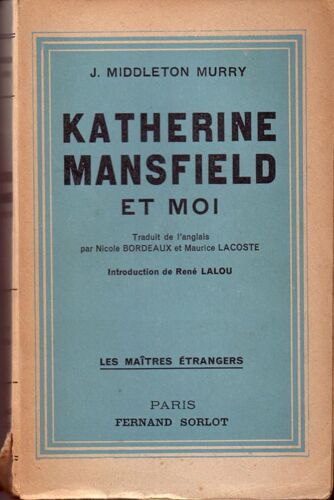 J. MIDDLETON MURRY
KATHERINE
MANSFIELD
ET MOI
Traduit de l'anglais
par Nicole BORDEAUX et Maurice LACOSTE
Introduction de René LALOU
LES MAÎTRES ÉTRANGERS
PARIS
FERNAND SORLOT